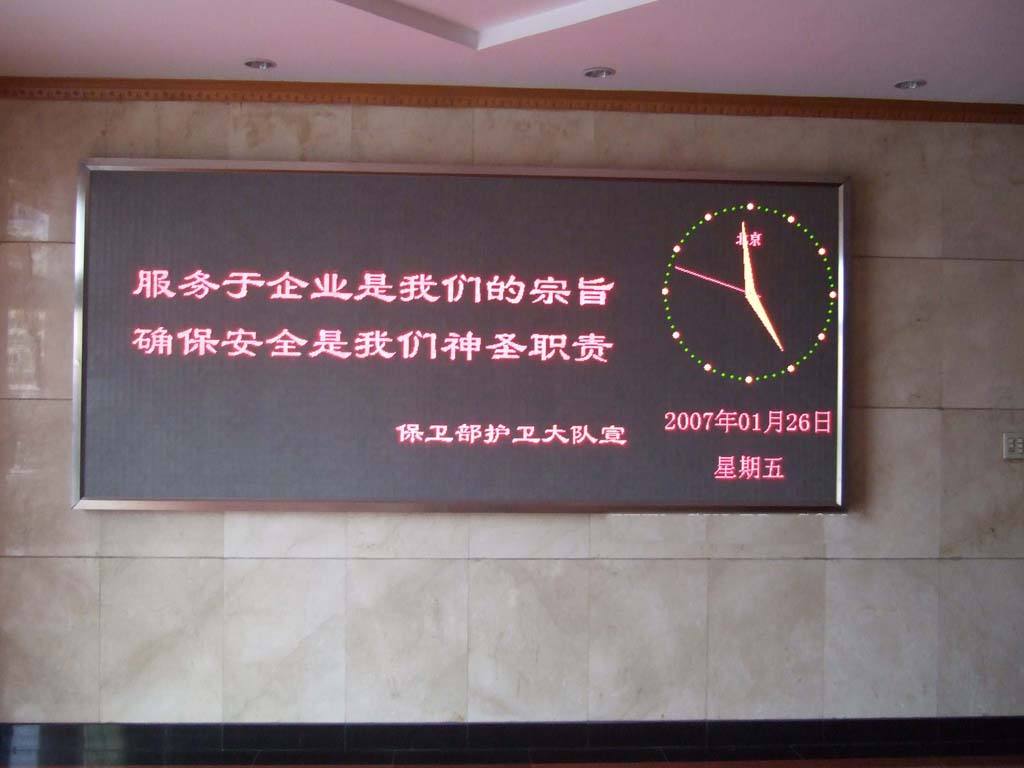 服务于企业是我们的宗旨
确保安全是我们神圣职责
保卫部护卫大队宣
北京
2007年01月26日
星期五